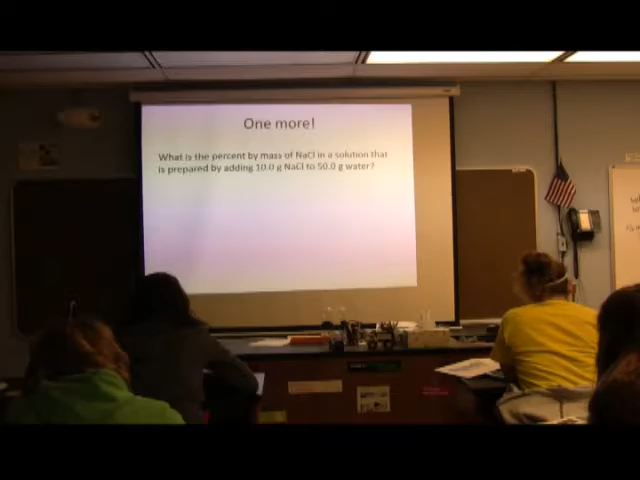 One more!
What is the percent by mass of NaCl in a solution that
is prepared by adding 10.0 g NaCl to 50.0 g water?